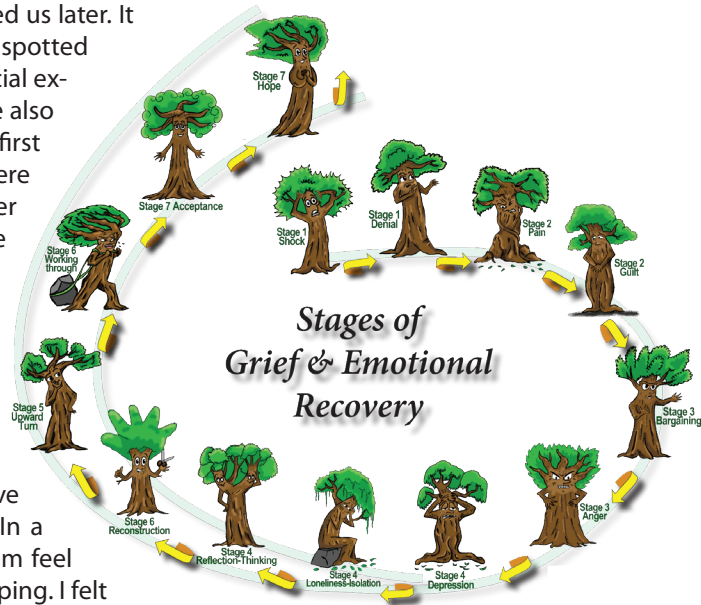 ed us later. It
spotted
cial ex-
e also
first
ere
er
e
ve
In a
m feel
ping. I felt
Stages of
Grief & Emotional
Recovery
Stage 1
Shock
Stage 1
Denial
Stage 2
Pain
Stage 2
Guilt
Stage 3
Bargaining
Stage 3
Anger
Stage 4
Depression
Stage 4
Loneliness-Isolation
Stage 4
Reflection-Thinking
Stage 6
Reconstruction
Stage 5
Upward
Turn
Stage 6
Working
through
Stage 7 Acceptance
Stage 7
Hope